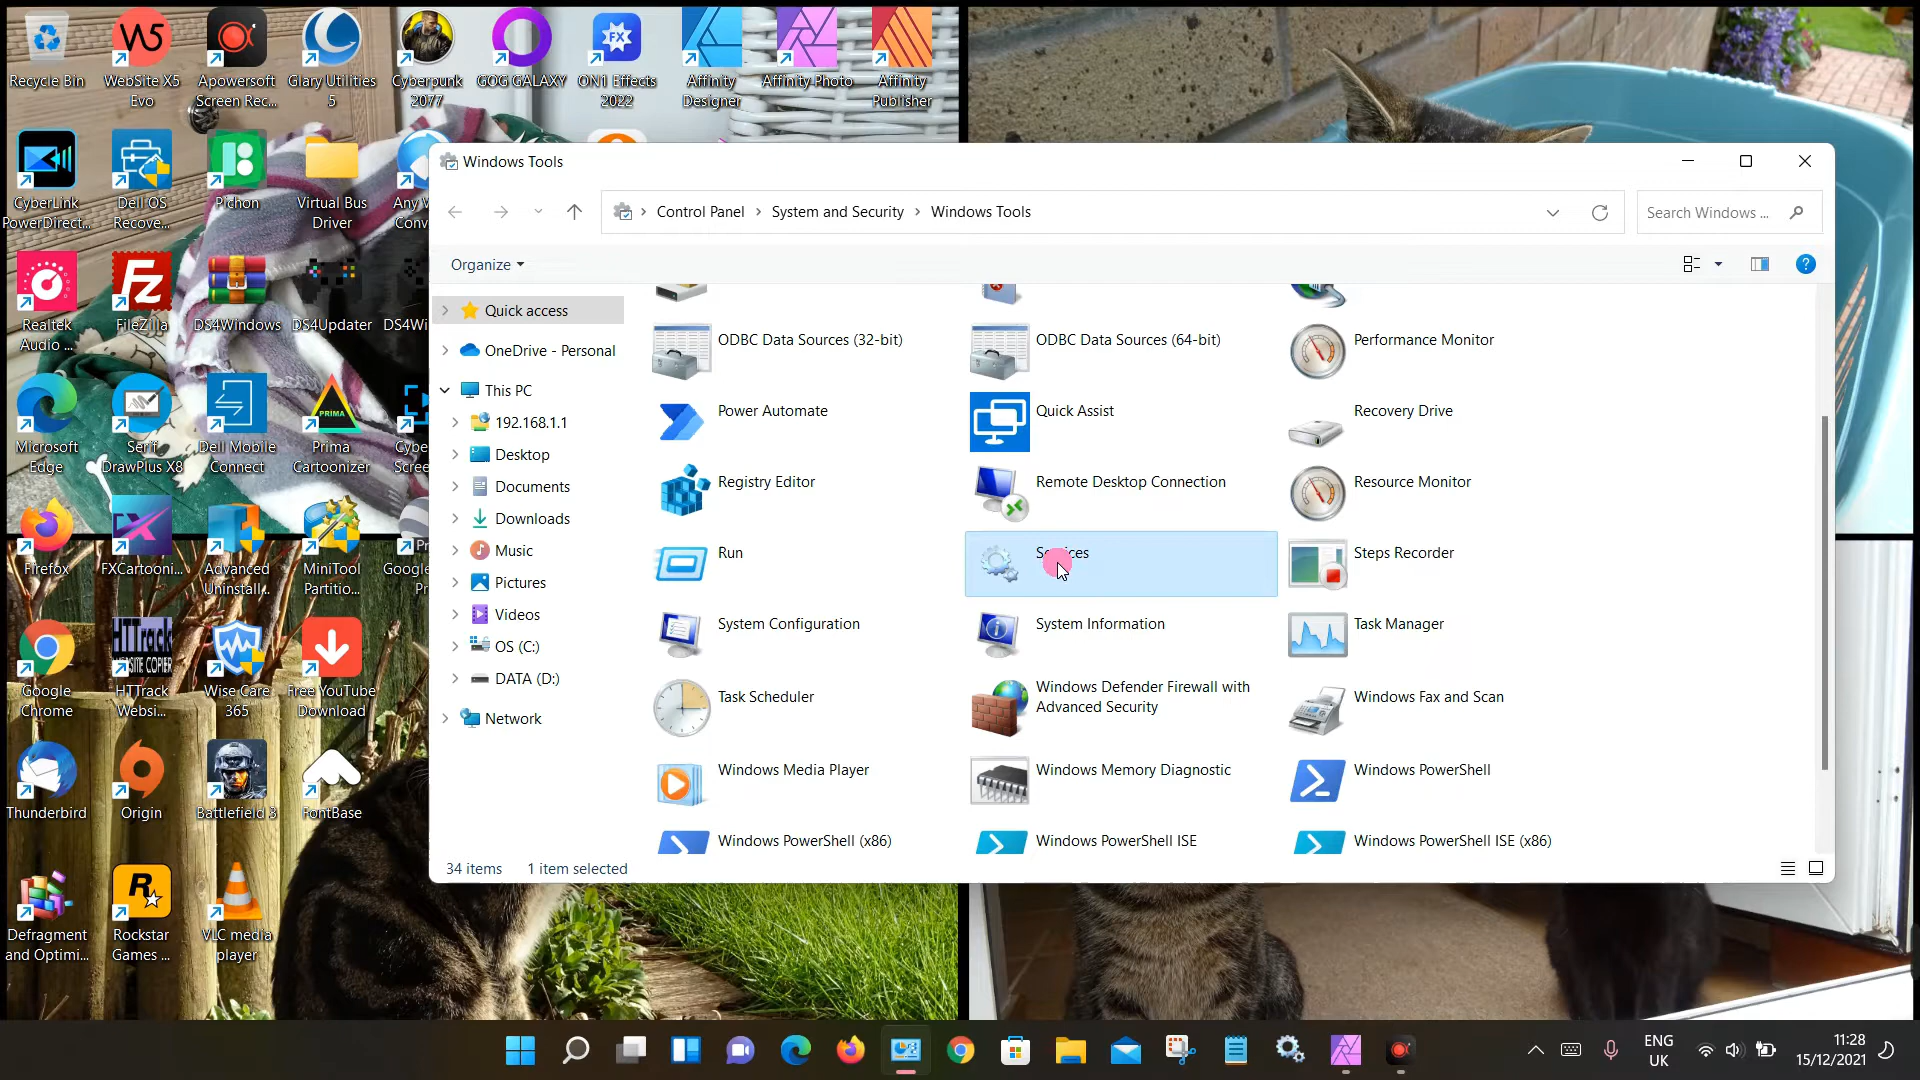 Recycle Bin
WebSite X5
Evo
Apowersoft
Screen Rec...
Glary Utilities
5
Cyberpunk
2077
GOG GALAXY
ON1 Effects
2022
Affinity
Designer
Affinity Photo
Affinity
Publisher
CyberLink
PowerDirect...
Dell OS
Recove...
Pichon
Virtual Bus
Driver
Any V
Conv
Realtek
Audio ...
FileZilla
DS4Windows
DS4Updater
DS4Wi
Microsoft
Edge
Serif
DrawPlus X8
Dell Mobile
Connect
Prima
Cartoonizer
Cybe
Scree
Firefox
FXCartooni...
Advanced
Uninstall...
MiniTool
Partitio...
Google
Pr
Google
Chrome
HTTrack
Websi...
Wise Care
365
Free YouTube
Download
Thunderbird
Origin
Battlefield 3
FontBase
Defragment
and Optimi...
Rockstar
Games ...
VLC media
player
Windows Tools
Control Panel > System and Security > Windows Tools
Search Windows ...
Organize
Quick access
OneDrive - Personal
This PC
192.168.1.1
Desktop
Documents
Downloads
Music
Pictures
Videos
OS (C:)
DATA (D:)
Network
ODBC Data Sources (32-bit)
ODBC Data Sources (64-bit)
Performance Monitor
Power Automate
Quick Assist
Recovery Drive
Registry Editor
Remote Desktop Connection
Resource Monitor
Run
Services
Steps Recorder
System Configuration
System Information
Task Manager
Task Scheduler
Windows Defender Firewall with
Advanced Security
Windows Fax and Scan
Windows Media Player
Windows Memory Diagnostic
Windows PowerShell
Windows PowerShell (x86)
Windows PowerShell ISE
Windows PowerShell ISE (x86)
34 items
1 item selected
ENG
UK
11:28
15/12/2021